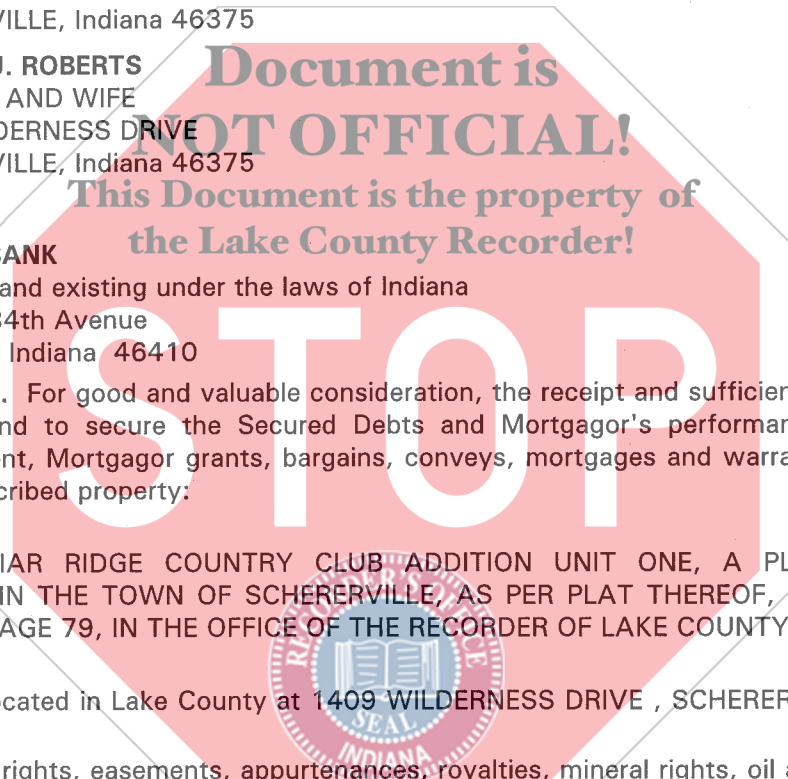 VILLE, Indiana 46375
J. ROBERTS
AND WIFE
DERNESS DRIVE
VILLE, Indiana 46375
Document is
NOT OFFICIAL!
This Document is the property of
the Lake County Recorder!
BANK
and existing under the laws of Indiana
34th Avenue
Indiana 46410
. For good and valuable consideration, the receipt and sufficien
nd to secure the Secured Debts and Mortgagor's performan
ent, Mortgagor grants, bargains, conveys, mortgages and warra
cribed property:
STOP
IAR RIDGE COUNTRY CLUB ADDITION UNIT ONE, A PL
IN THE TOWN OF SCHERERVILLE, AS PER PLAT THEREOF,
AGE 79, IN THE OFFICE OF THE RECORDER OF LAKE COUNTY
RECORDER'S OFFICE
SEAL
INDIANA
ocated in Lake County at 1409 WILDERNESS DRIVE , SCHERER
rights, easements, appurtenances, royalties, mineral rights, oil a